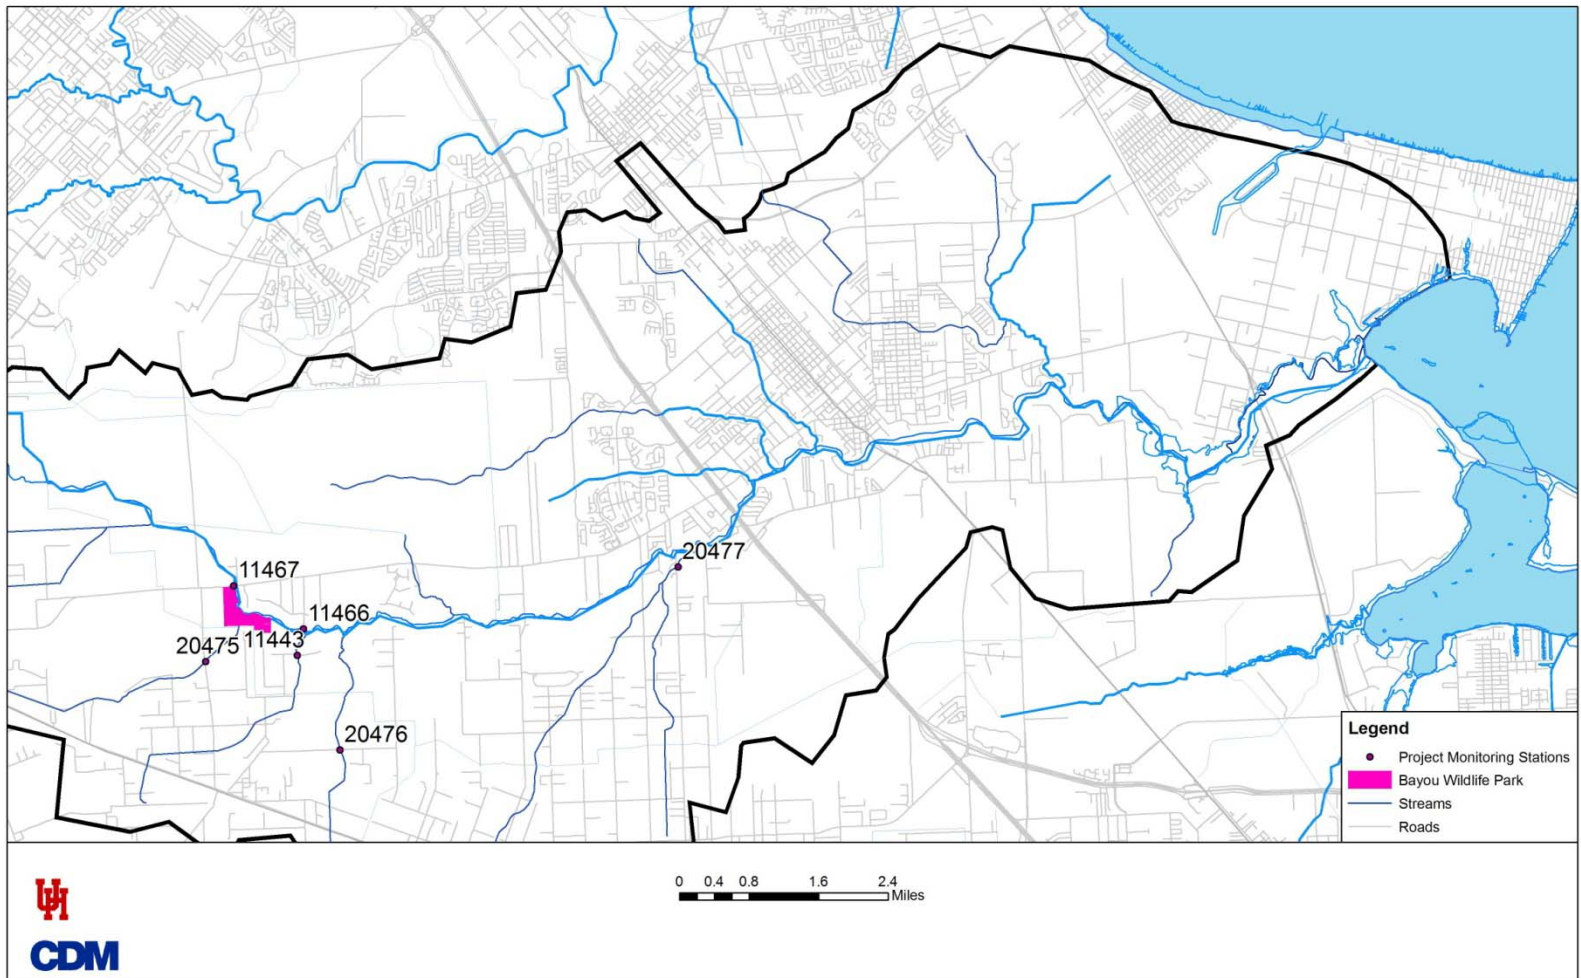 20477
11467
11466
20475 11443
20476
Legend
Project Monitoring Stations
Bayou Wildlife Park
Streams
Roads
0 0.4 0.8 1.6 2.4
Miles
UH
CDM